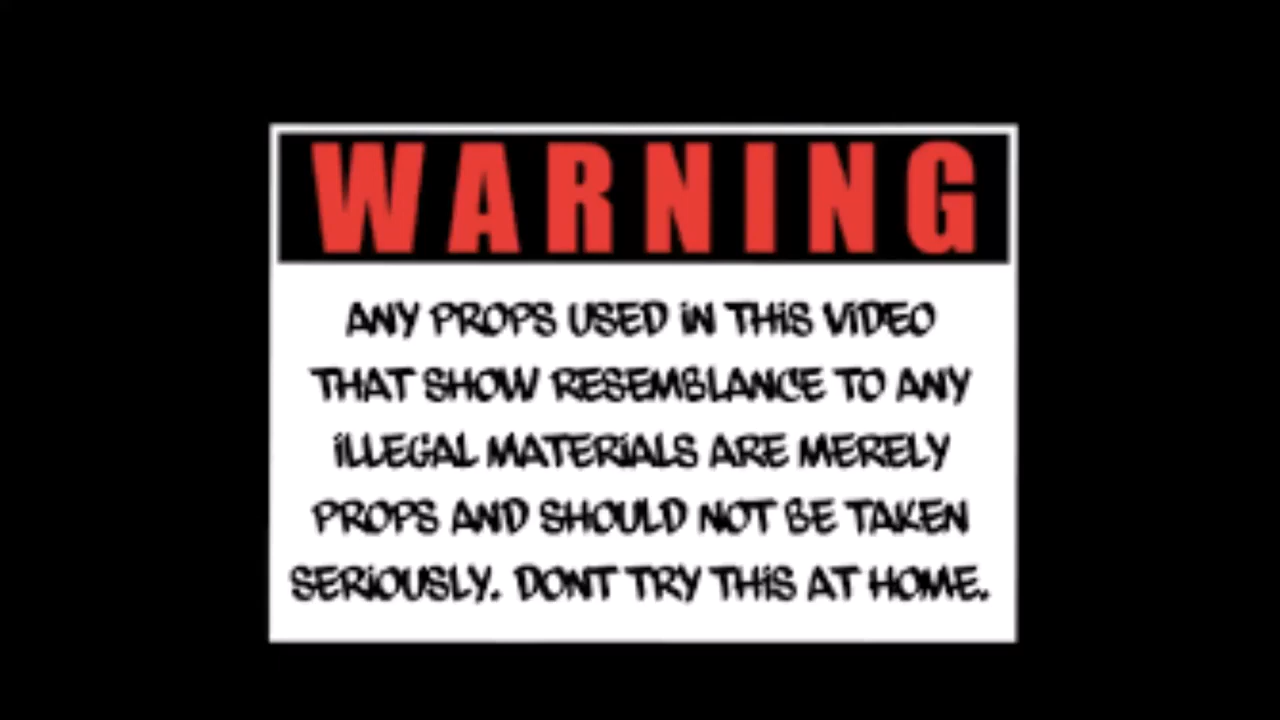 WARNING
ANY PROPS USED iN THiS ViDEO
THAT SHOW RESEMBLANCE TO ANY
iLLEGAL MATERiALS ARE MERELY
PROPS AND SHOULD NOT BE TAKEN
SERiOUSLY. DONT TRY THiS AT HOME.